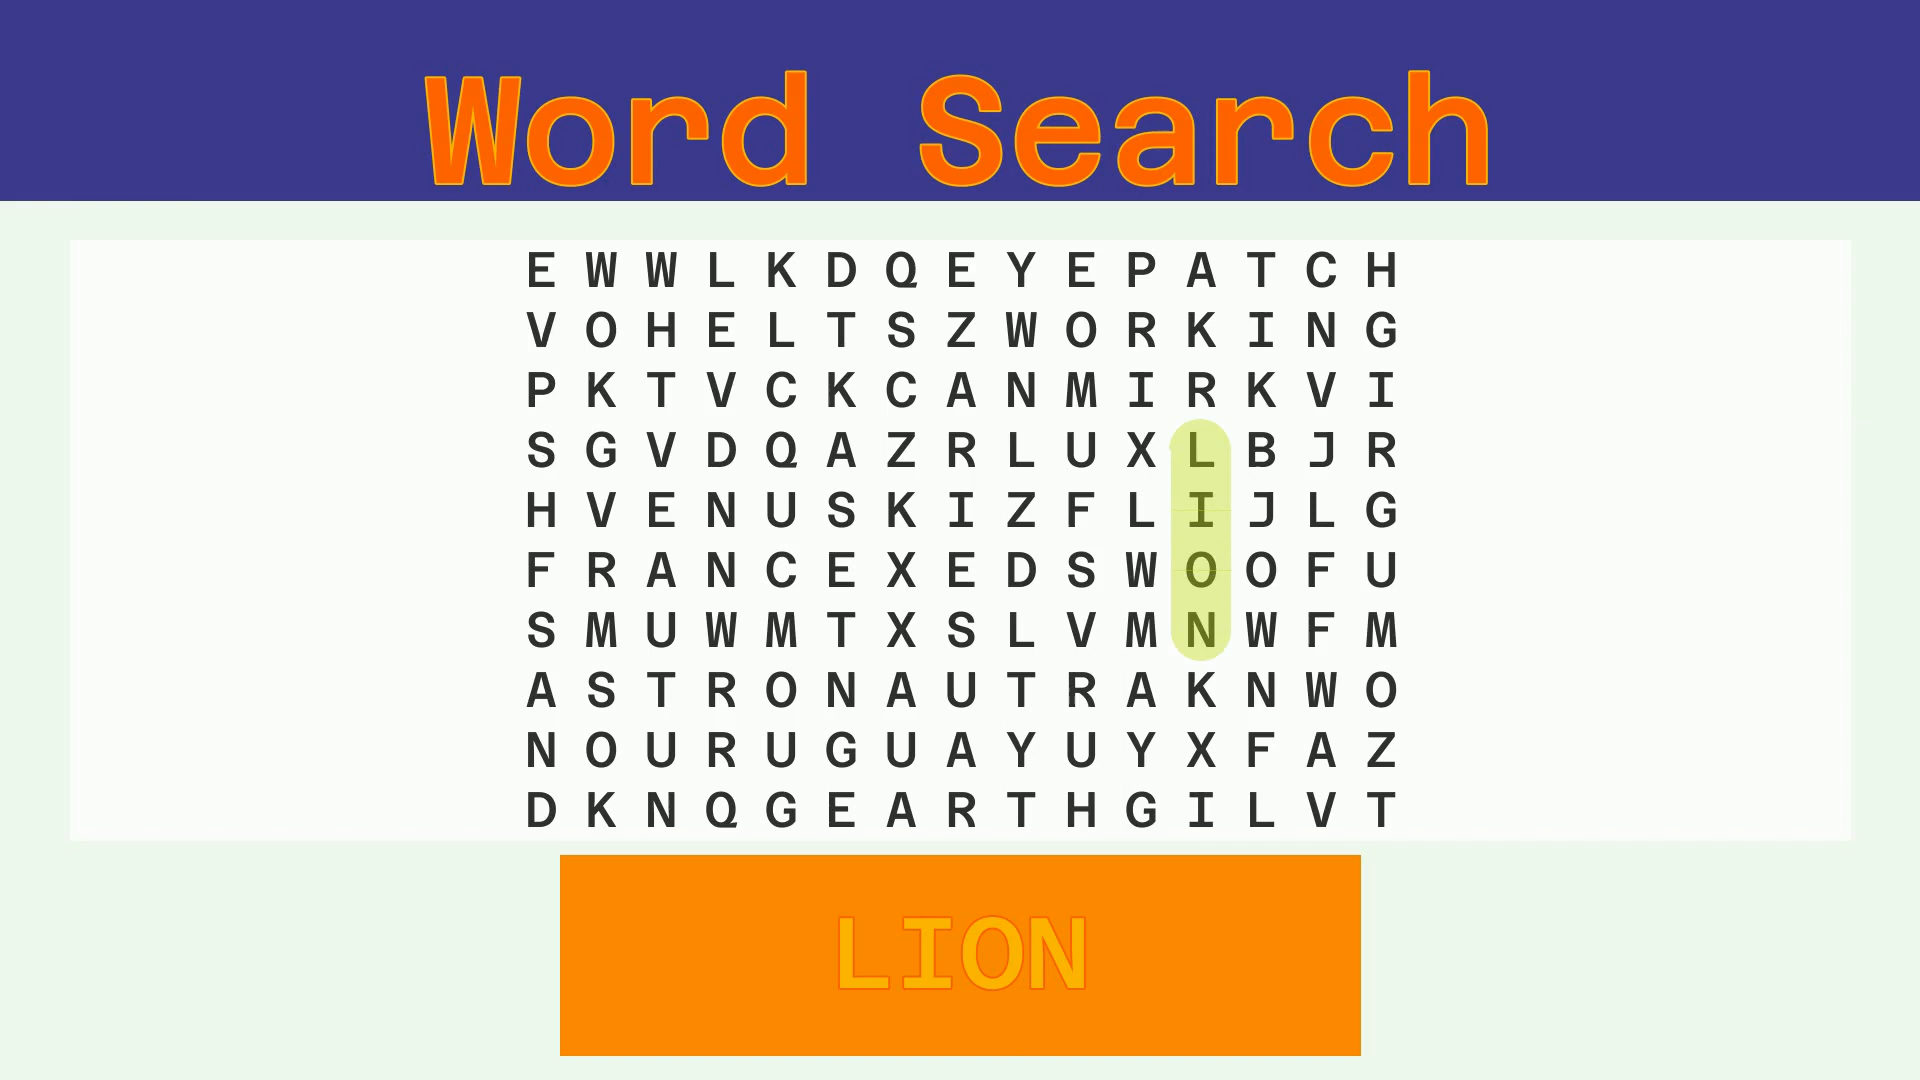 Word Search
E W W L K D Q E Y E P A T C H
V O H E L T S Z W O R K I N G
P K T V C K C A N M I R K V I
S G V D Q A Z R L U X L B J R
H V E N U S K I Z F L I J L G
F R A N C E X E D S W O O F U
S M U W M T X S L V M N W F M
A S T R O N A U T R A K N W O
N O U R U G U A Y U Y X F A Z
D K N Q G E A R T H G I L V T
LION